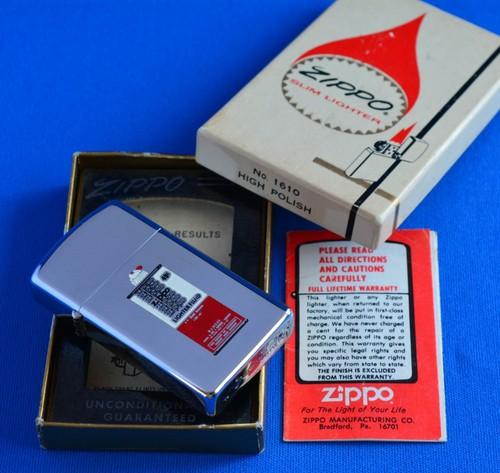 ZIPPO
SLIM LIGHTER
No. 1610
HIGH POLISH
ZIPPO
RESULTS
LIGHTER FLUID
UNCONDITIONA
GUARANTEED
PLEASE READ
ALL DIRECTIONS
AND CAUTIONS
CAREFULLY
FULL LIFETIME WARRANTY
This lighter or any Zippo
lighter, when returned to our
factory, will be put in first-class
mechanical condition free of
charge. We have never charged
a cent for the repair of a
ZIPPO regardless of its age or
condition. This warranty gives
you specific legal rights and
you may also have other rights
which vary from state to state.
THE FINISH IS EXCLUDED
FROM THIS WARRANTY.
zippo
For The Light of Your Life
ZIPPO MANUFACTURING CO.
Bradford, Pa. 16701